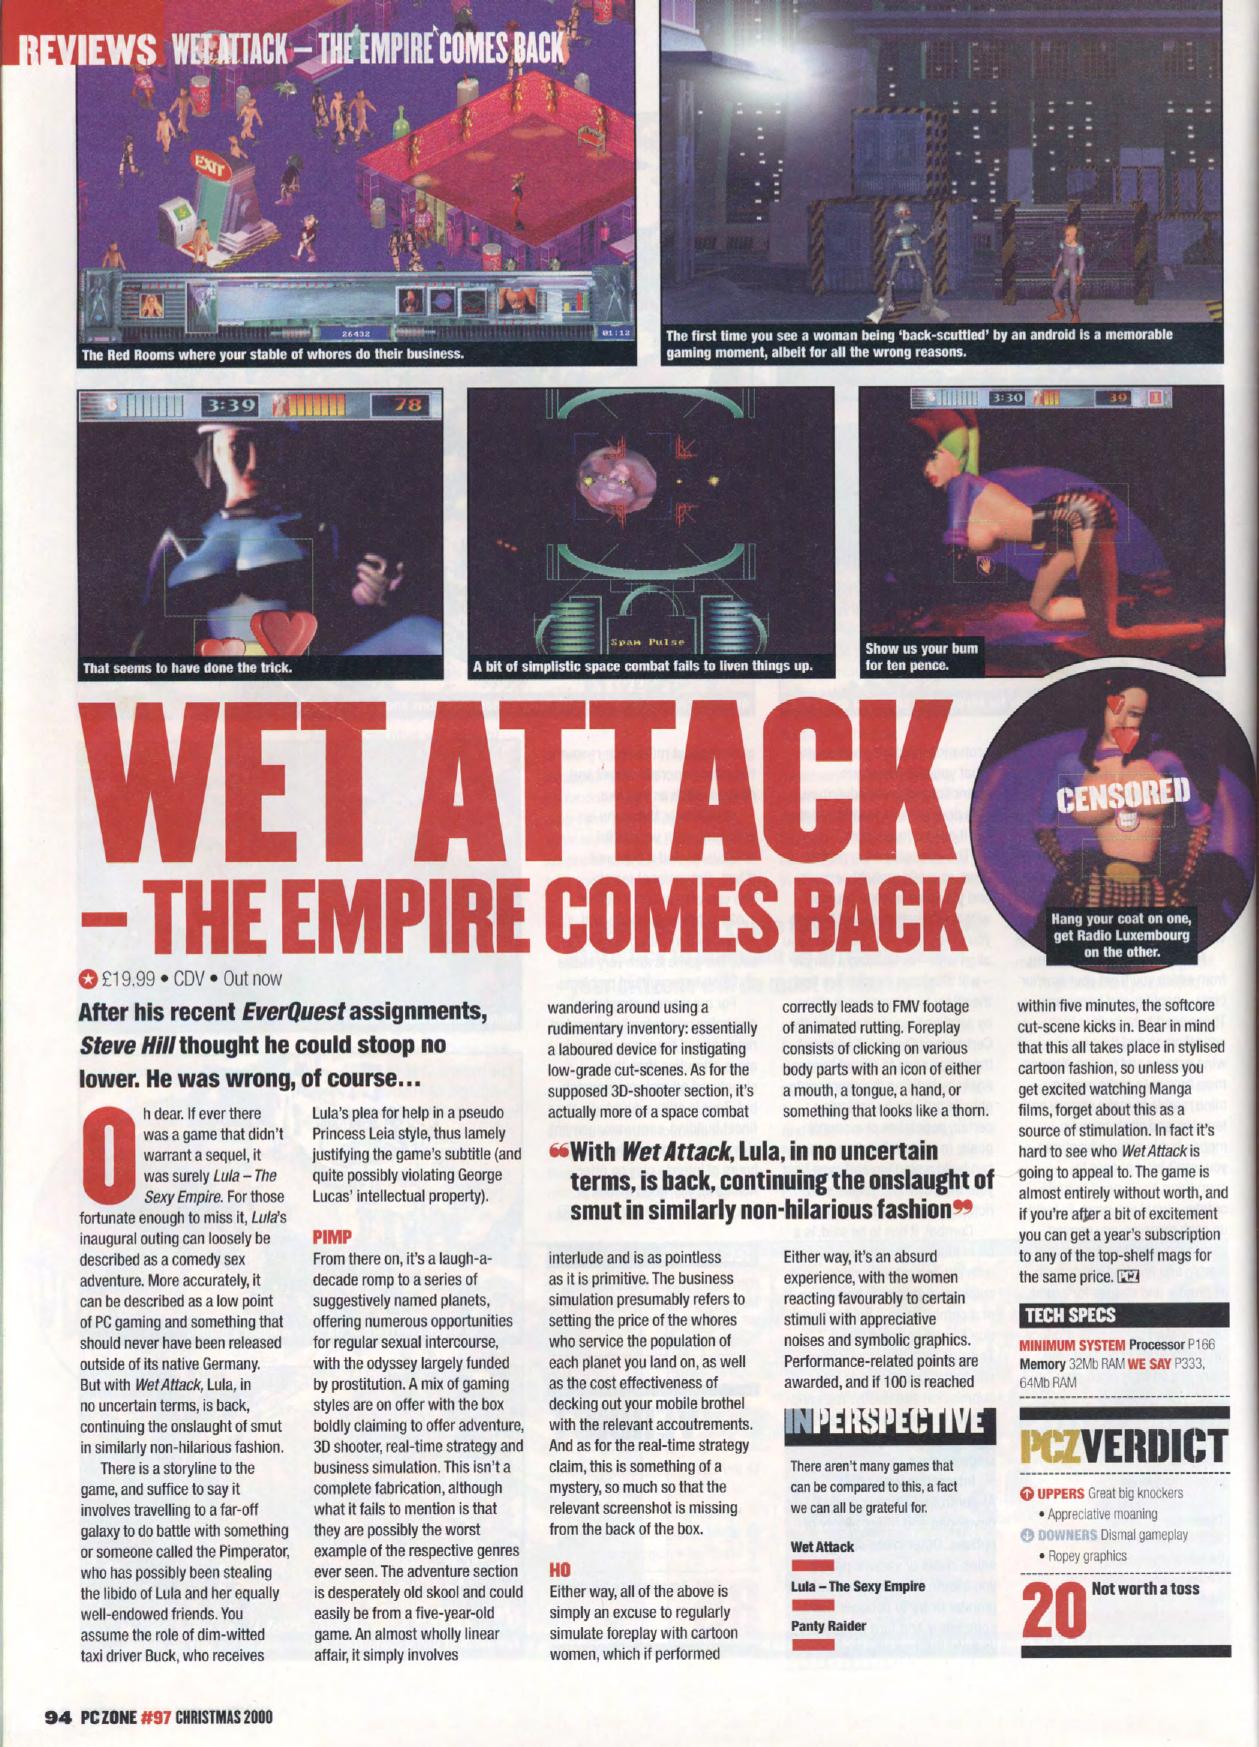 REVIEWS WET ATTACK – THE EMPIRE COMES BACK
EXIT
26432
01:12
The Red Rooms where your stable of whores do their business.
The first time you see a woman being ‘back-scuttled’ by an android is a memorable
gaming moment, albeit for all the wrong reasons.
3:39
78
That seems to have done the trick.
Spam Pulse
A bit of simplistic space combat fails to liven things up.
3:30
39
1
Show us your bum
for ten pence.
CENSORED
Hang your coat on one,
get Radio Luxembourg
on the other.
WET ATTACK
– THE EMPIRE COMES BACK
£19.99 • CDV • Out now
After his recent EverQuest assignments,
Steve Hill thought he could stoop no
lower. He was wrong, of course...
Oh dear. If ever there
was a game that didn't
warrant a sequel, it
was surely Lula – The
Sexy Empire. For those
fortunate enough to miss it, Lula's
inaugural outing can loosely be
described as a comedy sex
adventure. More accurately, it
can be described as a low point
of PC gaming and something that
should never have been released
outside of its native Germany.
But with Wet Attack, Lula, in
no uncertain terms, is back,
continuing the onslaught of smut
in similarly non-hilarious fashion.
There is a storyline to the
game, and suffice to say it
involves travelling to a far-off
galaxy to do battle with something
or someone called the Pimperator,
who has possibly been stealing
the libido of Lula and her equally
well-endowed friends. You
assume the role of dim-witted
taxi driver Buck, who receives
Lula's plea for help in a pseudo
Princess Leia style, thus lamely
justifying the game's subtitle (and
quite possibly violating George
Lucas' intellectual property).
PIMP
From there on, it's a laugh-a-
decade romp to a series of
suggestively named planets,
offering numerous opportunities
for regular sexual intercourse,
with the odyssey largely funded
by prostitution. A mix of gaming
styles are on offer with the box
boldly claiming to offer adventure,
3D shooter, real-time strategy and
business simulation. This isn't a
complete fabrication, although
what it fails to mention is that
they are possibly the worst
example of the respective genres
ever seen. The adventure section
is desperately old skool and could
easily be from a five-year-old
game. An almost wholly linear
affair, it simply involves
wandering around using a
rudimentary inventory: essentially
a laboured device for instigating
low-grade cut-scenes. As for the
supposed 3D-shooter section, it's
actually more of a space combat
“With Wet Attack, Lula, in no uncertain
terms, is back, continuing the onslaught of
smut in similarly non-hilarious fashion”
interlude and is as pointless
as it is primitive. The business
simulation presumably refers to
setting the price of the whores
who service the population of
each planet you land on, as well
as the cost effectiveness of
decking out your mobile brothel
with the relevant accoutrements.
And as for the real-time strategy
claim, this is something of a
mystery, so much so that the
relevant screenshot is missing
from the back of the box.
HO
Either way, all of the above is
simply an excuse to regularly
simulate foreplay with cartoon
women, which if performed
correctly leads to FMV footage
of animated rutting. Foreplay
consists of clicking on various
body parts with an icon of either
a mouth, a tongue, a hand, or
something that looks like a thorn.
Either way, it's an absurd
experience, with the women
reacting favourably to certain
stimuli with appreciative
noises and symbolic graphics.
Performance-related points are
awarded, and if 100 is reached
within five minutes, the softcore
cut-scene kicks in. Bear in mind
that this all takes place in stylised
cartoon fashion, so unless you
get excited watching Manga
films, forget about this as a
source of stimulation. In fact it's
hard to see who Wet Attack is
going to appeal to. The game is
almost entirely without worth, and
if you're after a bit of excitement
you can get a year's subscription
to any of the top-shelf mags for
the same price. PCZ
INPERSPECTIVE
There aren't many games that
can be compared to this, a fact
we can all be grateful for.
Wet Attack
Lula – The Sexy Empire
Panty Raider
TECH SPECS
MINIMUM SYSTEM Processor P166
Memory 32Mb RAM WE SAY P333,
64Mb RAM
PCZVERDICT
UPPERS Great big knockers
• Appreciative moaning
DOWNERS Dismal gameplay
• Ropey graphics
20 Not worth a toss
94 PC ZONE #97 CHRISTMAS 2000